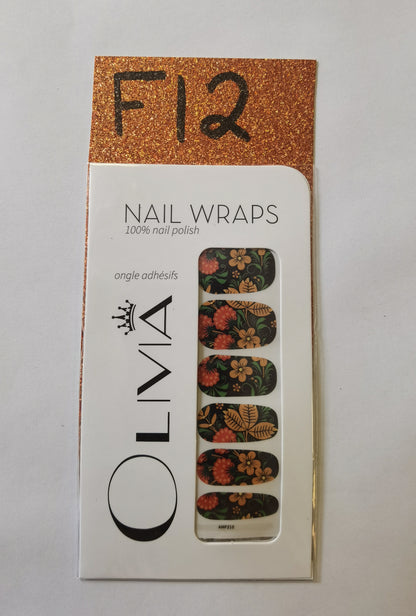 F12
NAIL WRAPS
100% nail polish
ongle adhésifs
OLIVIA